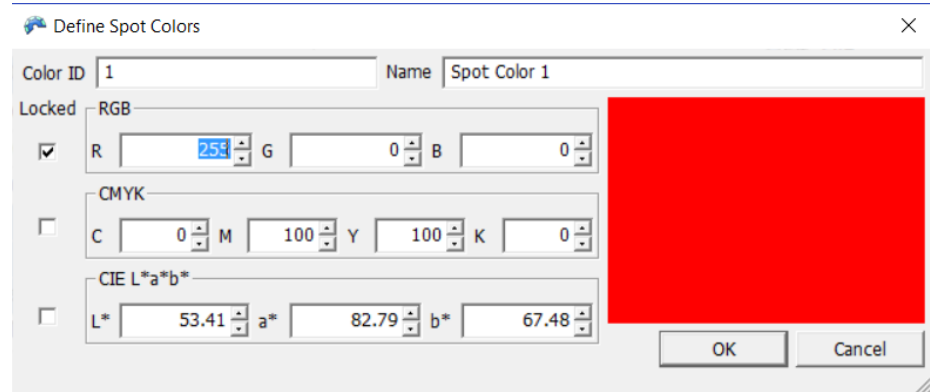 Define Spot Colors
Color ID 1 Name Spot Color 1
Locked RGB
R 255 G 0 B 0
CMYK
C 0 M 100 Y 100 K 0
CIE L*a*b*
L* 53.41 a* 82.79 b* 67.48
OK Cancel